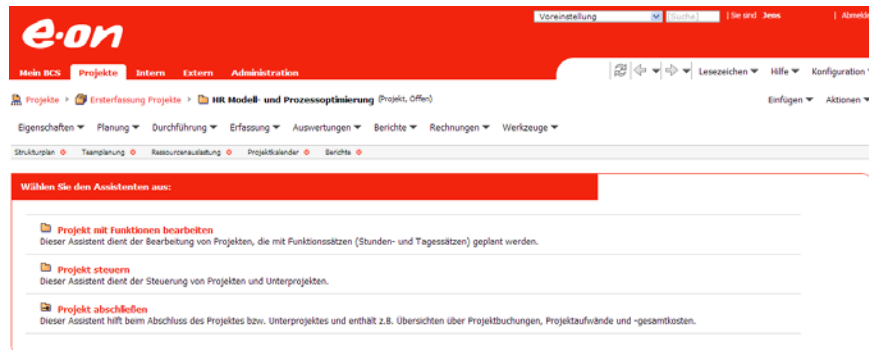 Voreinstellung [Suche] | Sie sind Jens | Abmelde
e·on
Mein BCS Projekte Intern Extern Administration
Lesezeichen Hilfe Konfiguration
Projekte Ersterfassung Projekte HR Modell- und Prozessoptimierung (Projekt, Offen) Einfügen Aktionen
Eigenschaften Planung Durchführung Erfassung Auswertungen Berichte Rechnungen Werkzeuge
Strukturplan Teamplanung Ressourcenauslastung Projektkalender Berichte
Wählen Sie den Assistenten aus:
Projekt mit Funktionen bearbeiten
Dieser Assistent dient der Bearbeitung von Projekten, die mit Funktionssätzen (Stunden- und Tagessätzen) geplant werden.
Projekt steuern
Dieser Assistent dient der Steuerung von Projekten und Unterprojekten.
Projekt abschließen
Dieser Assistent hilft beim Abschluss des Projektes bzw. Unterprojektes und enthält z.B. Übersichten über Projektbuchungen, Projektaufwände und -gesamtkosten.